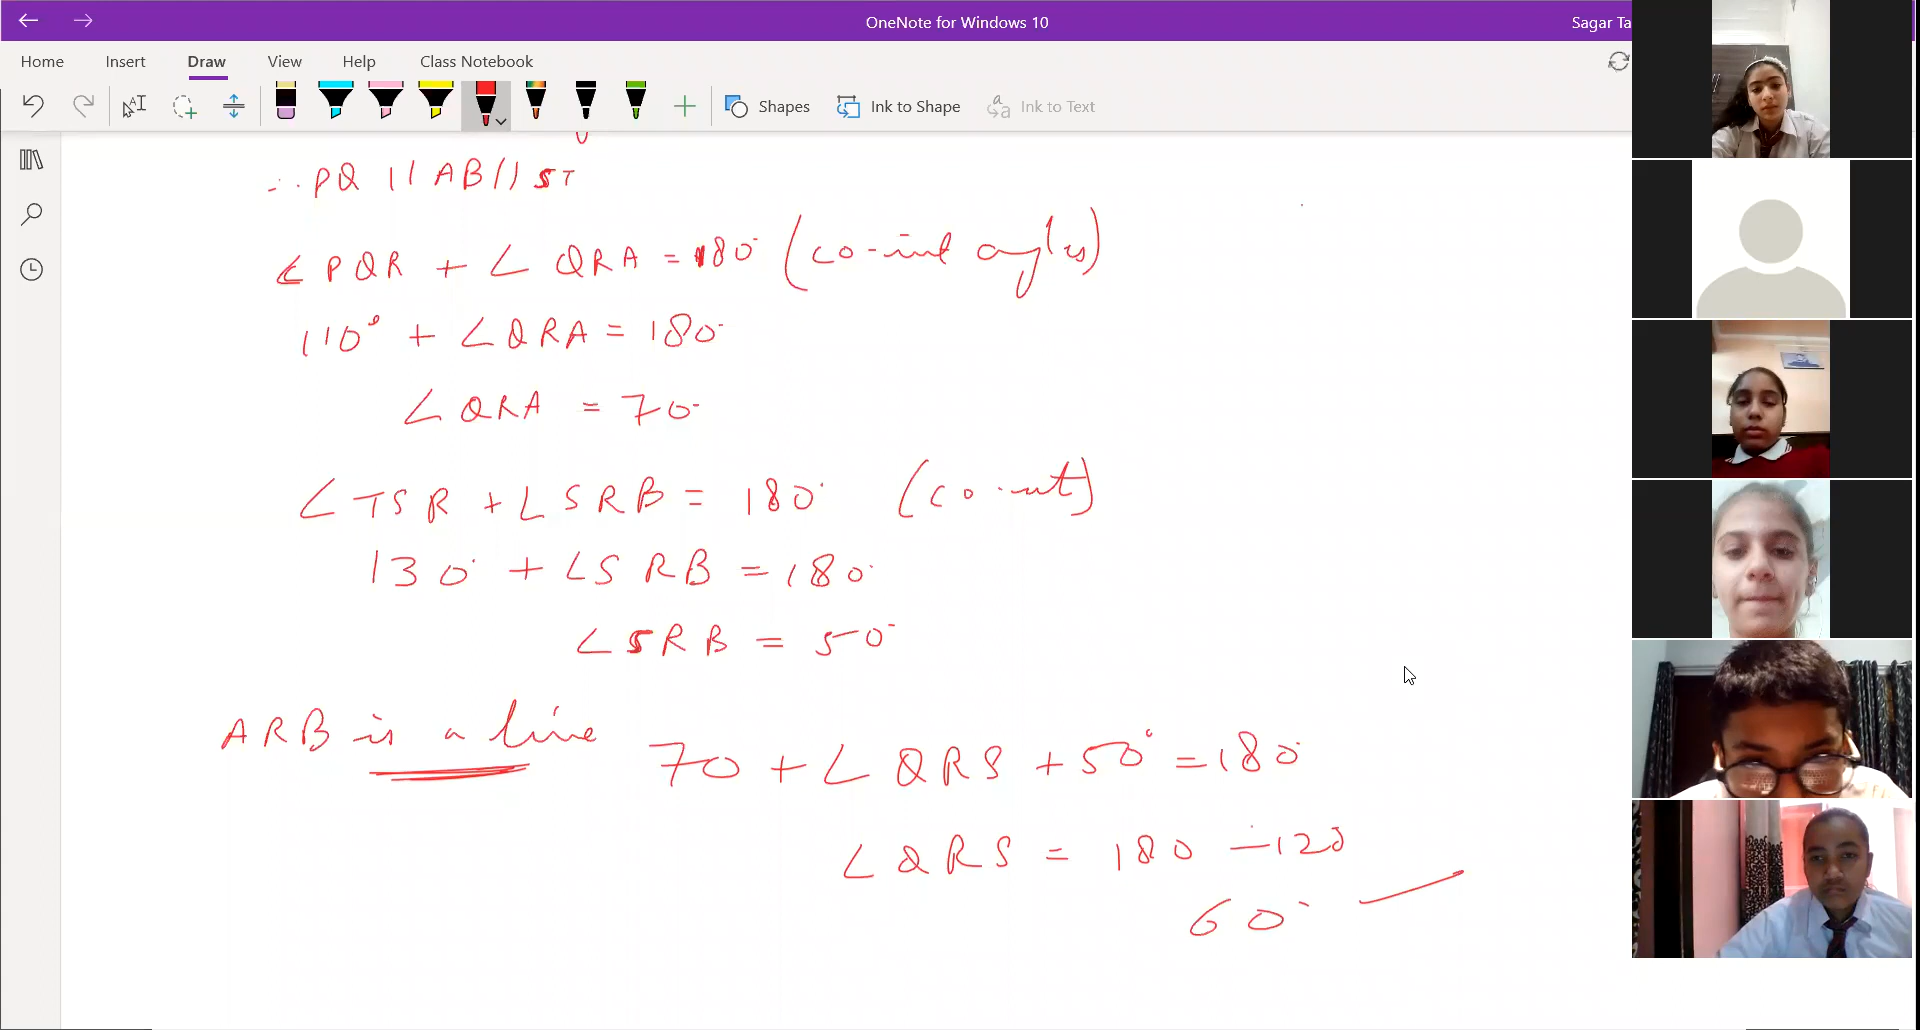 OneNote for Windows 10
Sagar Ta
Home Insert Draw View Help Class Notebook
Shapes Ink to Shape Ink to Text
∴ PQ || AB || ST
∠PQR + ∠QRA = 180° (co-int angles)
110° + ∠QRA = 180°
∠QRA = 70°
∠TSR + ∠SRB = 180° (co-int)
130° + ∠SRB = 180°
∠SRB = 50°
ARB is a line
70 + ∠QRS + 50° = 180°
∠QRS = 180 - 120
60°